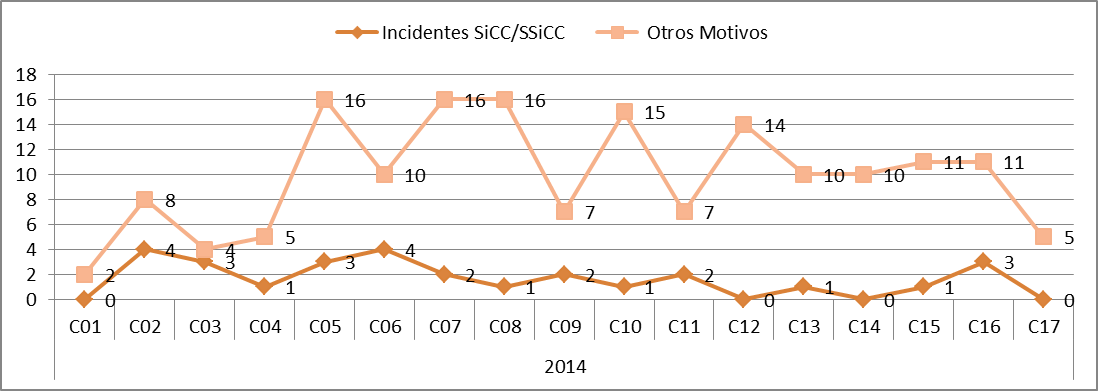 Incidentes SiCC/SSiCC Otros Motivos
18
16 16 16 16
14 15
12 14
10 10 10 10 11 11
8 8
6 7 7
4 5 5
2 4 4 3 3 4 3
0 2 0 1 2 1 2 1 2 0 1 0 1 0
C01 C02 C03 C04 C05 C06 C07 C08 C09 C10 C11 C12 C13 C14 C15 C16 C17
2014